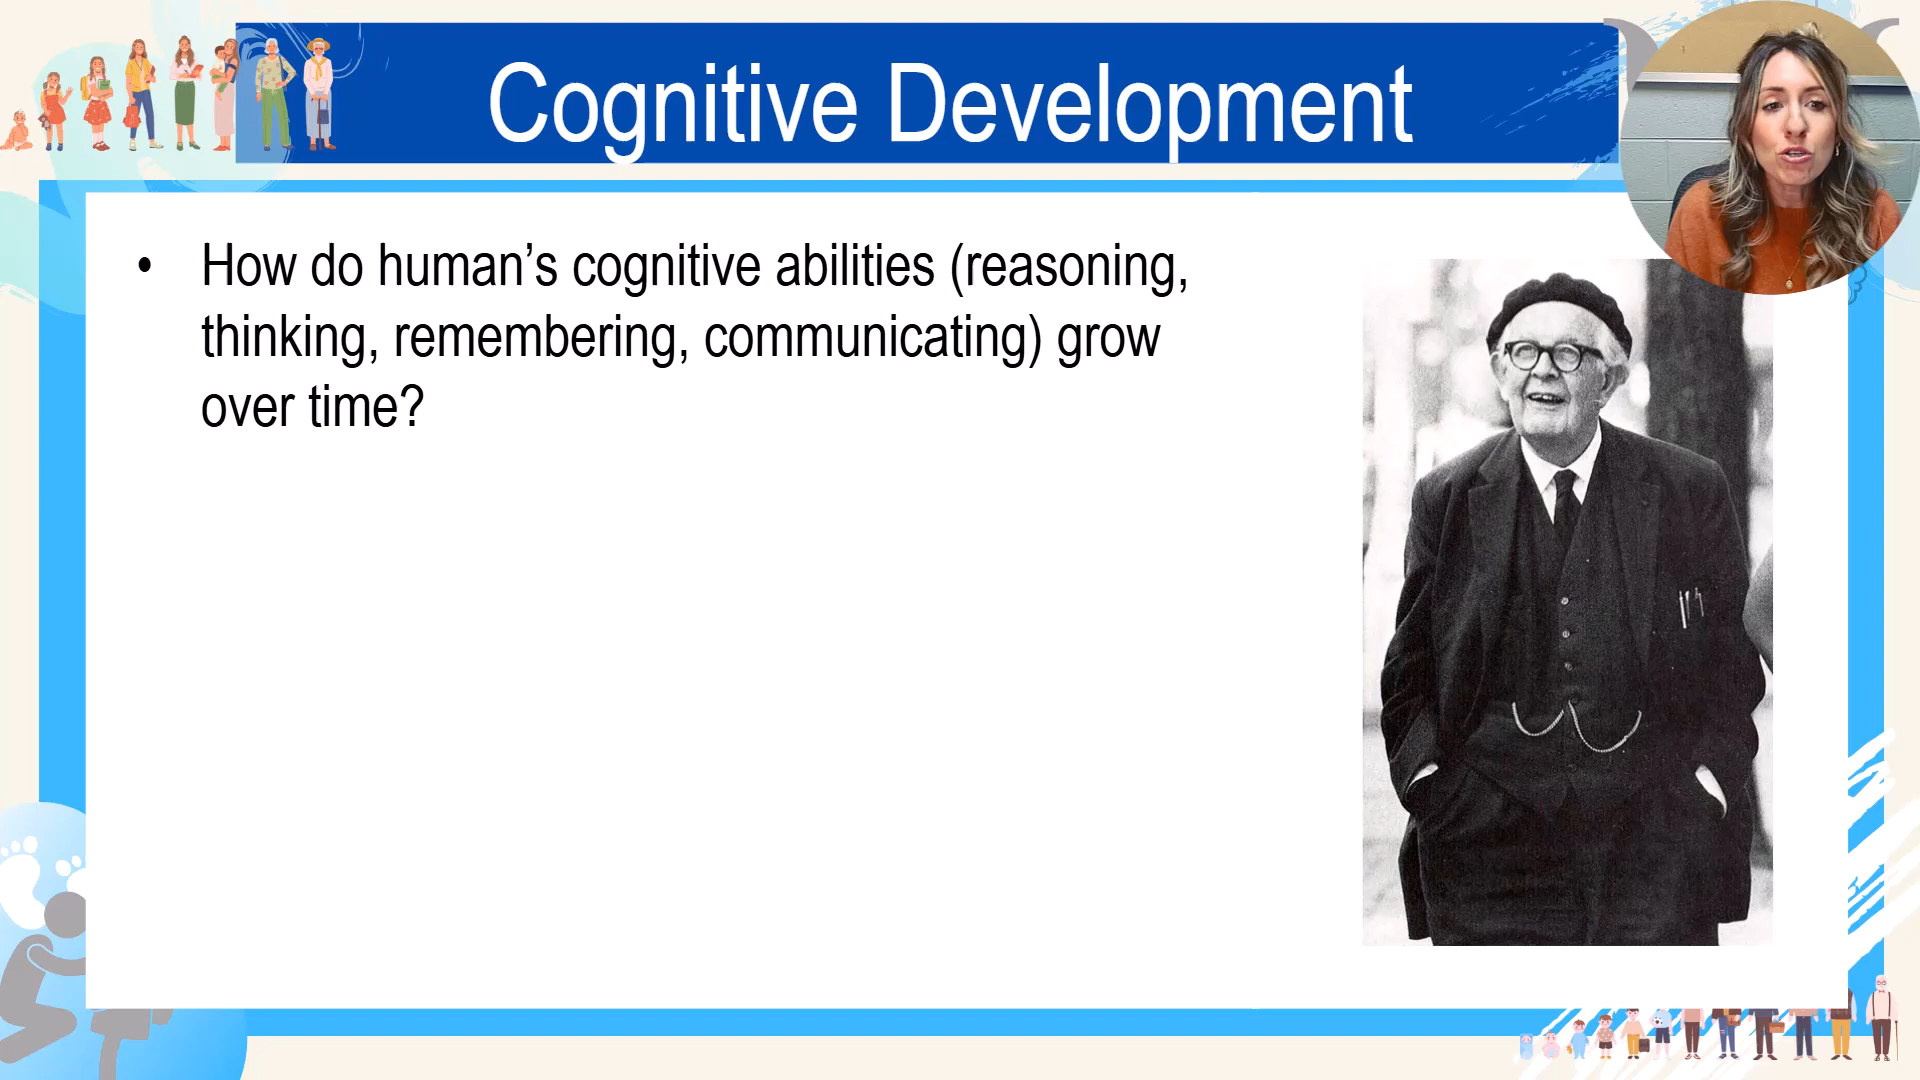 Cognitive Development
• How do human’s cognitive abilities (reasoning,
thinking, remembering, communicating) grow
over time?